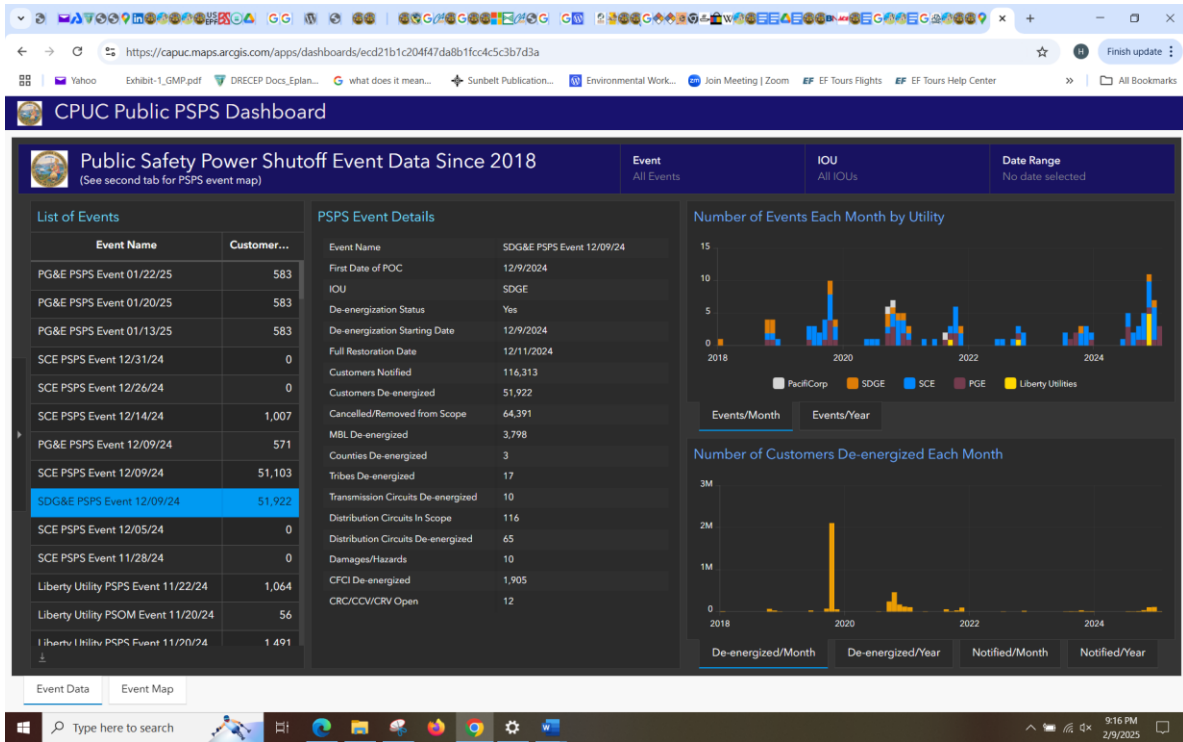 https://capuc.maps.arcgis.com/apps/dashboards/ecd21b1c204f47da8b1fcc4c5c3b7d3a
H
Finish update
Yahoo
Exhibit-1_GMP.pdf
DRECEP Docs_Eplan...
what does it mean...
Sunbelt Publication...
Environmental Work...
Join Meeting | Zoom
EF EF Tours Flights
EF EF Tours Help Center
»
All Bookmarks
CPUC Public PSPS Dashboard
Public Safety Power Shutoff Event Data Since 2018
(See second tab for PSPS event map)
Event
All Events
IOU
All IOUs
Date Range
No date selected
List of Events
Event Name Customer...
PG&E PSPS Event 01/22/25 583
PG&E PSPS Event 01/20/25 583
PG&E PSPS Event 01/13/25 583
SCE PSPS Event 12/31/24 0
SCE PSPS Event 12/26/24 0
SCE PSPS Event 12/14/24 1,007
PG&E PSPS Event 12/09/24 571
SCE PSPS Event 12/09/24 51,103
SDG&E PSPS Event 12/09/24 51,922
SCE PSPS Event 12/05/24 0
SCE PSPS Event 11/28/24 0
Liberty Utility PSPS Event 11/22/24 1,064
Liberty Utility PSOM Event 11/20/24 56
Liberty Utility PSPS Event 11/20/24 1,491
PSPS Event Details
Event Name SDG&E PSPS Event 12/09/24
First Date of POC 12/9/2024
IOU SDGE
De-energization Status Yes
De-energization Starting Date 12/9/2024
Full Restoration Date 12/11/2024
Customers Notified 116,313
Customers De-energized 51,922
Cancelled/Removed from Scope 64,391
MBL De-energized 3,798
Counties De-energized 3
Tribes De-energized 17
Transmission Circuits De-energized 10
Distribution Circuits In Scope 116
Distribution Circuits De-energized 65
Damages/Hazards 10
CFCI De-energized 1,905
CRC/CCV/CRV Open 12
Number of Events Each Month by Utility
15
10
5
0
2018 2020 2022 2024
PacifiCorp SDGE SCE PGE Liberty Utilities
Events/Month Events/Year
Number of Customers De-energized Each Month
3M
2M
1M
0
2018 2020 2022 2024
De-energized/Month De-energized/Year Notified/Month Notified/Year
Event Data Event Map
Type here to search
9:16 PM
2/9/2025